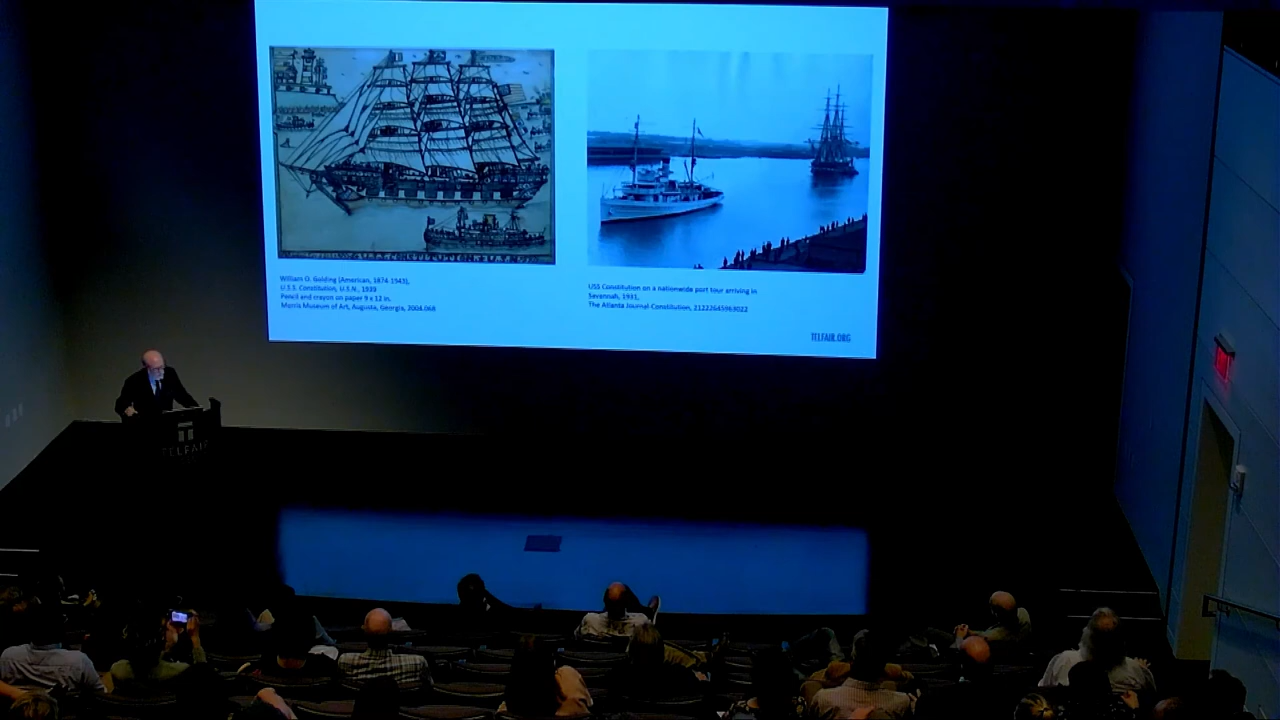 William O. Golding (American, 1874-1943),
U.S.S. Constitution, U.S.N., 1939
Pencil and crayon on paper 9 x 12 in.
Morris Museum of Art, Augusta, Georgia, 2004.068
USS Constitution on a nationwide port tour arriving in
Savannah, 1931,
The Atlanta Journal-Constitution, 21222645963022
TELFAIR.ORG
TELFAIR